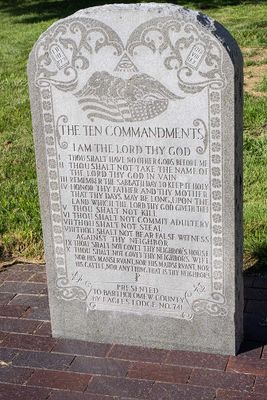 THE TEN COMMANDMENTS
I AM THE LORD THY GOD
I THOU SHALT HAVE NO OTHER GODS BEFORE ME
II THOU SHALT NOT TAKE THE NAME OF
THE LORD THY GOD IN VAIN
III REMEMBER THE SABBATH DAY TO KEEP IT HOLY
IV HONOR THY FATHER AND THY MOTHER
THAT THY DAYS MAY BE LONG UPON THE
LAND WHICH THE LORD THY GOD GIVETH THEE
V THOU SHALT NOT KILL
VI THOU SHALT NOT COMMIT ADULTERY
VII THOU SHALT NOT STEAL
VIII THOU SHALT NOT BEAR FALSE WITNESS
AGAINST THY NEIGHBOR
IX THOU SHALT NOT COVET THY NEIGHBOR'S HOUSE
X THOU SHALT NOT COVET THY NEIGHBOR'S WIFE
NOR HIS MANSERVANT, NOR HIS MAIDSERVANT, NOR
HIS CATTLE, NOR ANYTHING THAT IS THY NEIGHBOR'S
PRESENTED
TO BARTHOLOMEW COUNTY
BY EAGLES LODGE NO. 741